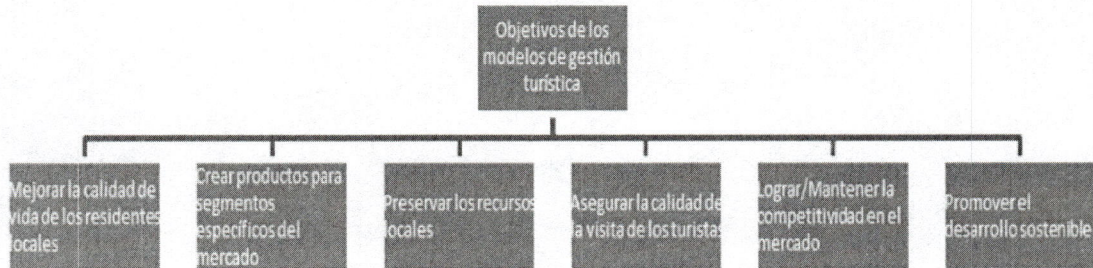 Objetivos de los
modelos de gestión
turística
Mejorar la calidad de
vida de los residentes
locales
Crear productos para
segmentos
específicos del
mercado
Preservar los recursos
locales
Asegurar la calidad de
la visita de los turistas
Lograr/Mantener la
competitividad en el
mercado
Promover el
desarrollo sostenible